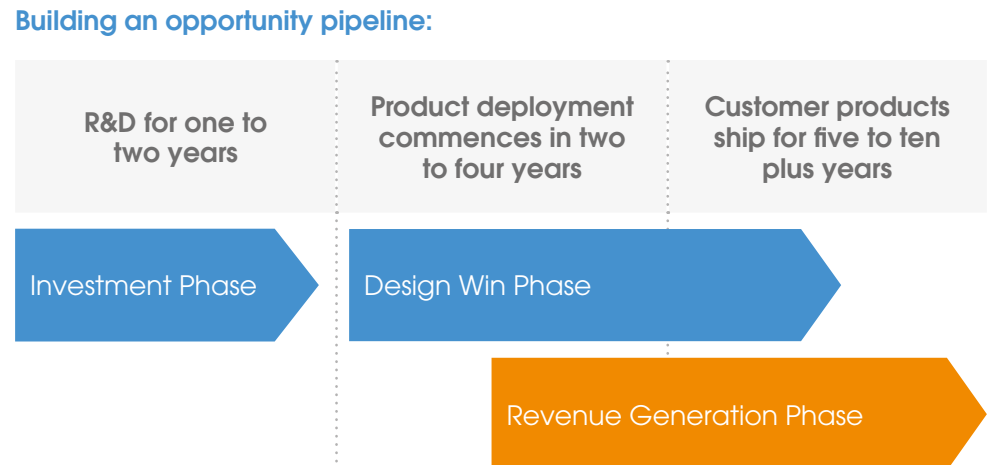 Building an opportunity pipeline:
R&D for one to
two years
Product deployment
commences in two
to four years
Customer products
ship for five to ten
plus years
Investment Phase
Design Win Phase
Revenue Generation Phase